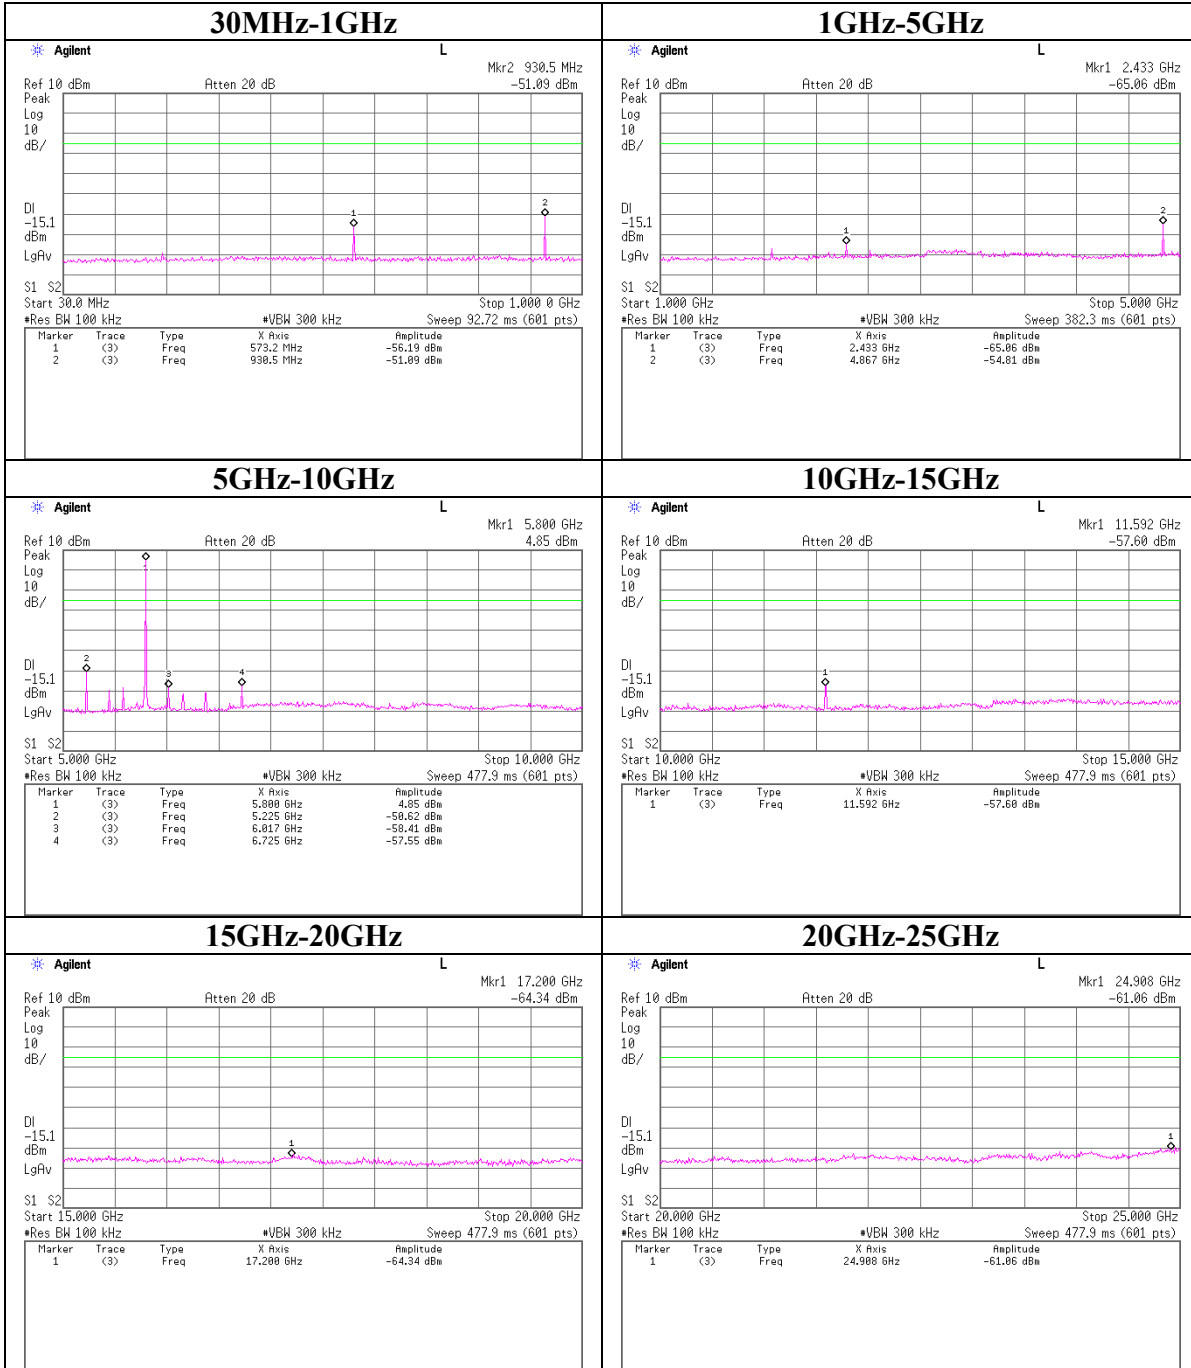 30MHz-1GHz
Agilent L
Mkr2 930.5 MHz
Ref 10 dBm Atten 20 dB -51.09 dBm
Peak
Log
10
dB/
1
2
DI
-15.1
dBm
LgAv
S1 S2
Start 30.0 MHz Stop 1.000 0 GHz
#Res BW 100 kHz #VBW 300 kHz Sweep 92.72 ms (601 pts)
Marker Trace Type X Axis Amplitude
1 (3) Freq 573.2 MHz -56.19 dBm
2 (3) Freq 930.5 MHz -51.09 dBm
1GHz-5GHz
Agilent L
Mkr1 2.433 GHz
Ref 10 dBm Atten 20 dB -65.06 dBm
Peak
Log
10
dB/
1
2
DI
-15.1
dBm
LgAv
S1 S2
Start 1.000 GHz Stop 5.000 GHz
#Res BW 100 kHz #VBW 300 kHz Sweep 382.3 ms (601 pts)
Marker Trace Type X Axis Amplitude
1 (3) Freq 2.433 GHz -65.06 dBm
2 (3) Freq 4.867 GHz -54.81 dBm
5GHz-10GHz
Agilent L
Mkr1 5.800 GHz
Ref 10 dBm Atten 20 dB 4.85 dBm
Peak
Log
10
dB/
1
2
3
4
DI
-15.1
dBm
LgAv
S1 S2
Start 5.000 GHz Stop 10.000 GHz
#Res BW 100 kHz #VBW 300 kHz Sweep 477.9 ms (601 pts)
Marker Trace Type X Axis Amplitude
1 (3) Freq 5.800 GHz 4.85 dBm
2 (3) Freq 5.225 GHz -50.62 dBm
3 (3) Freq 6.017 GHz -58.41 dBm
4 (3) Freq 6.725 GHz -57.55 dBm
10GHz-15GHz
Agilent L
Mkr1 11.592 GHz
Ref 10 dBm Atten 20 dB -57.60 dBm
Peak
Log
10
dB/
1
DI
-15.1
dBm
LgAv
S1 S2
Start 10.000 GHz Stop 15.000 GHz
#Res BW 100 kHz #VBW 300 kHz Sweep 477.9 ms (601 pts)
Marker Trace Type X Axis Amplitude
1 (3) Freq 11.592 GHz -57.60 dBm
15GHz-20GHz
Agilent L
Mkr1 17.200 GHz
Ref 10 dBm Atten 20 dB -64.34 dBm
Peak
Log
10
dB/
1
DI
-15.1
dBm
LgAv
S1 S2
Start 15.000 GHz Stop 20.000 GHz
#Res BW 100 kHz #VBW 300 kHz Sweep 477.9 ms (601 pts)
Marker Trace Type X Axis Amplitude
1 (3) Freq 17.200 GHz -64.34 dBm
20GHz-25GHz
Agilent L
Mkr1 24.908 GHz
Ref 10 dBm Atten 20 dB -61.06 dBm
Peak
Log
10
dB/
1
DI
-15.1
dBm
LgAv
S1 S2
Start 20.000 GHz Stop 25.000 GHz
#Res BW 100 kHz #VBW 300 kHz Sweep 477.9 ms (601 pts)
Marker Trace Type X Axis Amplitude
1 (3) Freq 24.908 GHz -61.06 dBm